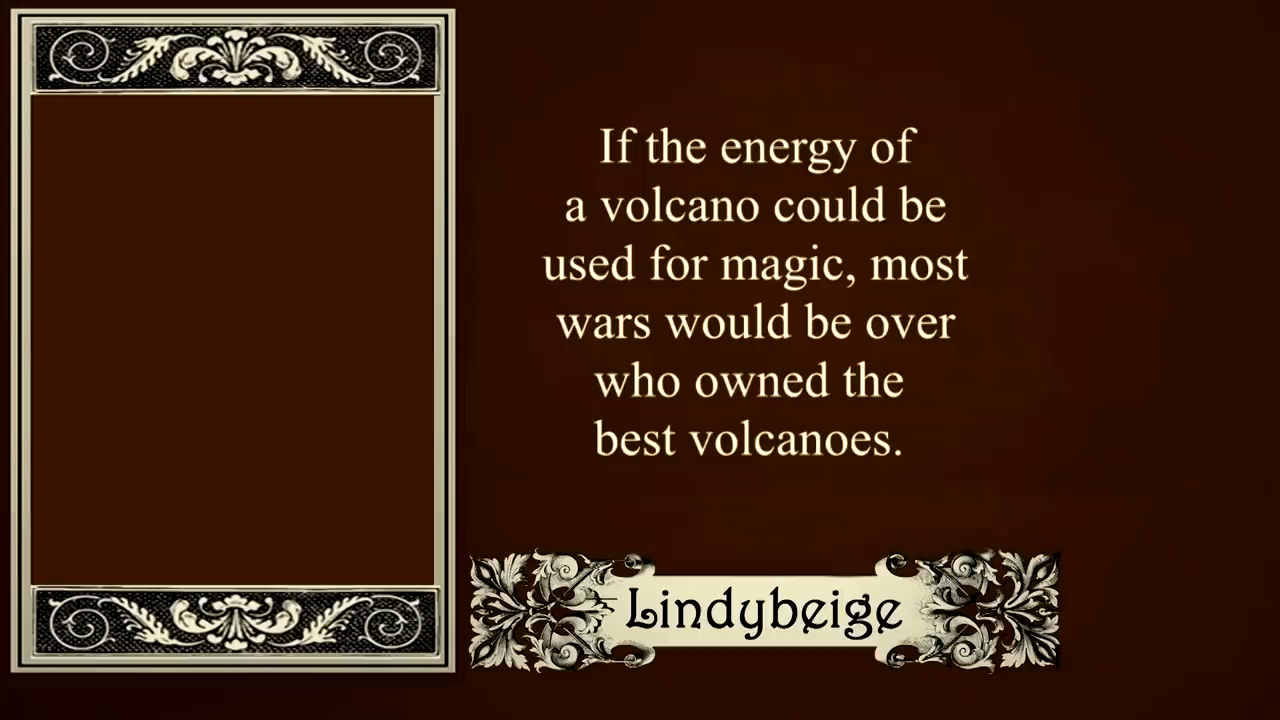 If the energy of
a volcano could be
used for magic, most
wars would be over
who owned the
best volcanoes.
Lindybeige